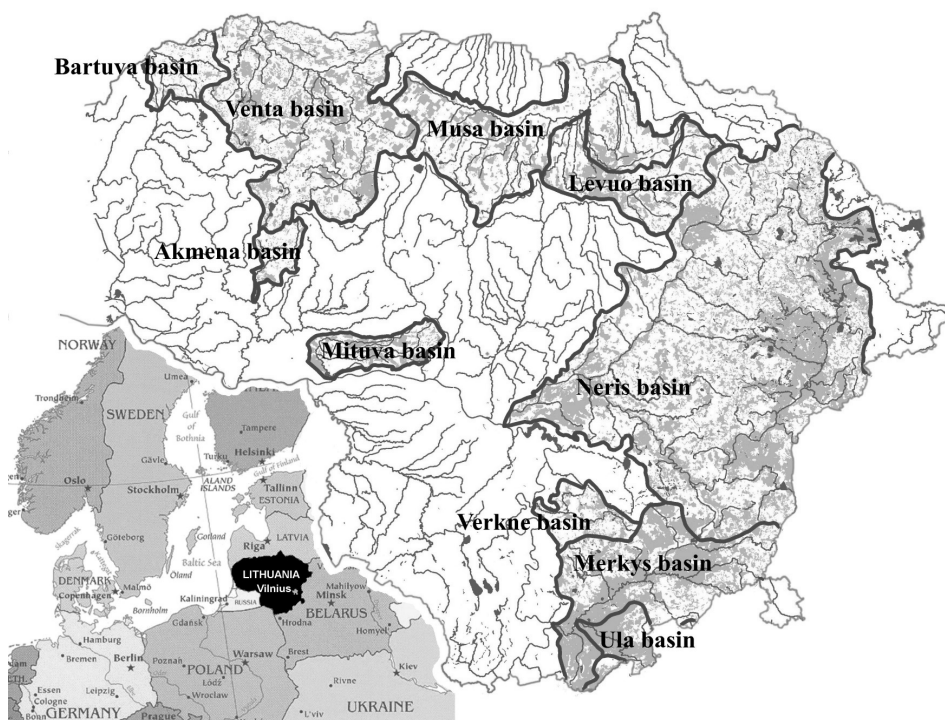 Bartuva basin
Venta basin
Musa basin
Levuo basin
Akmena basin
Mituva basin
Neris basin
Verkne basin
Merkys basin
Ula basin
NORWAY
Umea
Trondheim
SWEDEN
Gulf
of
Bothnia
Tampere
Gävle
Turku
Helsinki
Gulf of Finland
Oslo
Stockholm
ALAND
ISLANDS
Tallinn
ESTONIA
Skagerrak
Göteborg
Gotland
LATVIA
Riga
Baltic Sea
Öland
DENMARK
Copenhagen
Malmö
Bornholm
LITHUANIA
Vilnius
Kaliningrad
RUSSIA
Mahilyow
Minsk
BELARUS
Gdańsk
Hrodna
Homyel
Hamburg
Berlin
Poznań
Warsaw
Brest
POLAND
Łódź
Kiev
Essen
Cologne
Bonn
Leipzig
Wrocław
Rivne
GERMANY
Prague
L'viv
UKRAINE